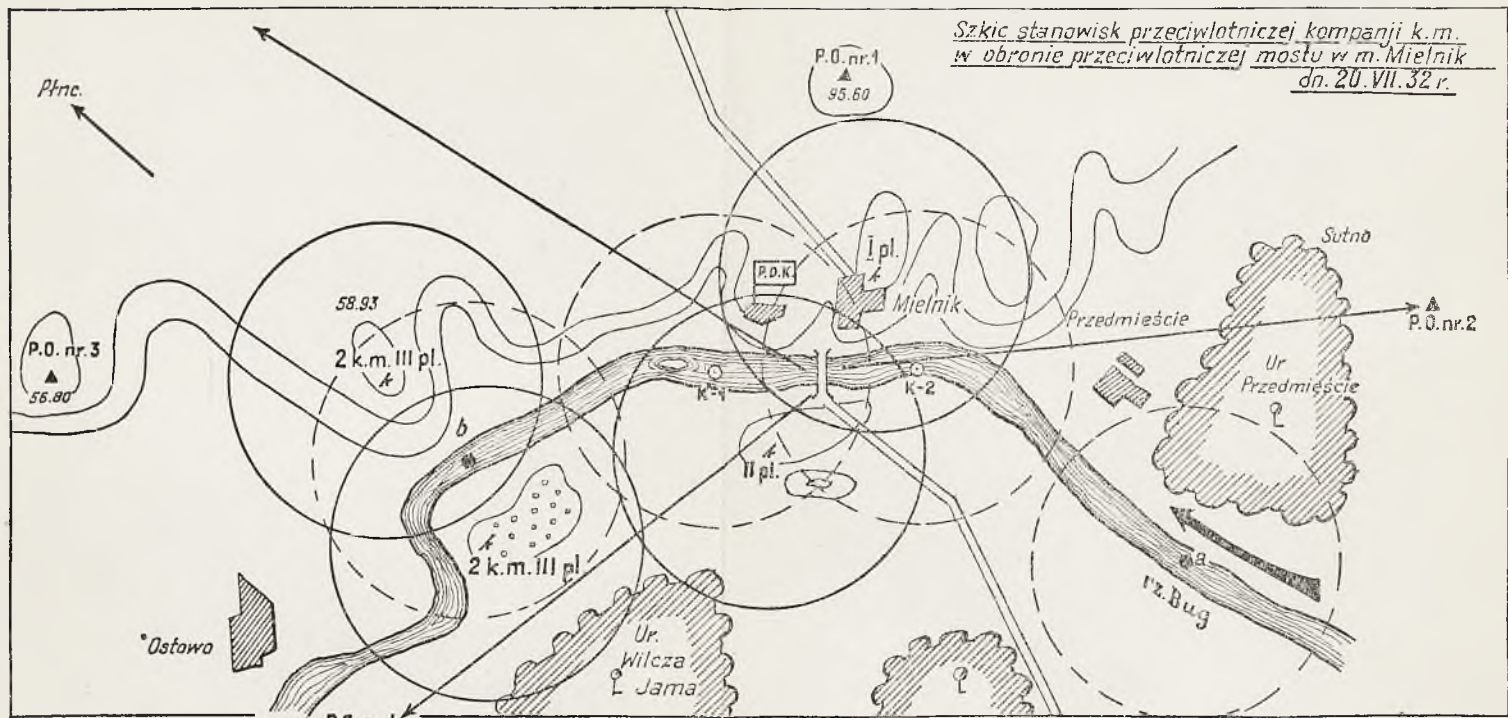 Szkic stanowisk przeciwlotniczej kompanji k.m.
w obronie przeciwlotniczej mostu w m. Mielnik
dn. 20.VII.32 r.
Płnc.
P.O. nr. 1
95.60
Sutno
I pl.
P.D.K.
Mielnik
Przedmieście
P.O. nr. 2
58.93
P.O. nr. 3
56.80
2 k.m. III pl.
Ur
Przedmieście
K-1
K-2
b
II pl.
2 k.m. III pl
a
rz. Bug
Ostowo
Ur.
Wilcza
Jama